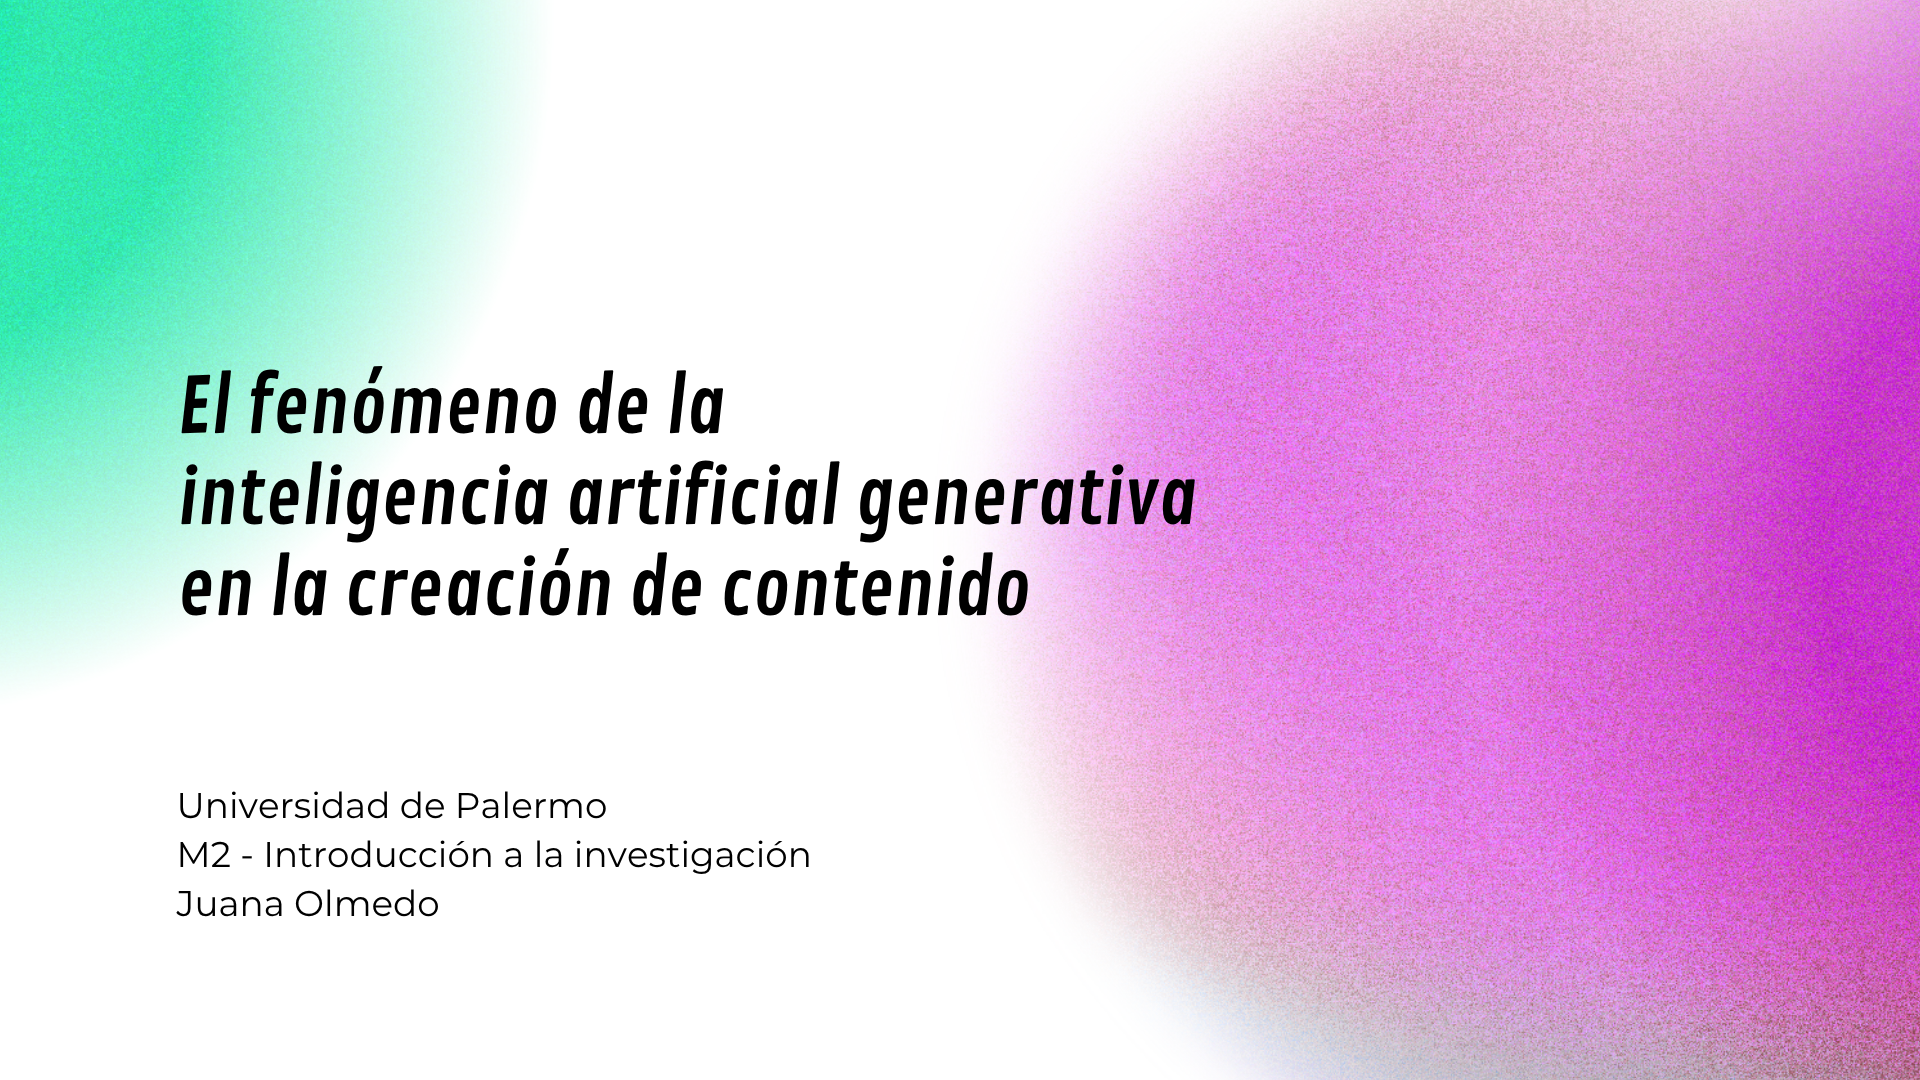 El fenómeno de la
inteligencia artificial generativa
en la creación de contenido
Universidad de Palermo
M2 - Introducción a la investigación
Juana Olmedo